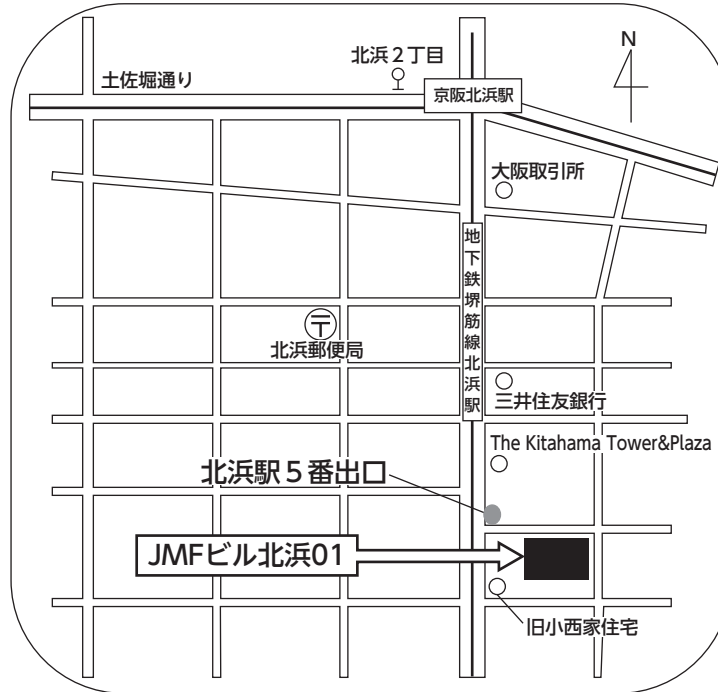 北浜２丁目
N
土佐堀通り
京阪北浜駅
大阪取引所
地下鉄堺筋線北浜駅
〒
北浜郵便局
三井住友銀行
The Kitahama Tower&Plaza
北浜駅５番出口
JMFビル北浜01
旧小西家住宅